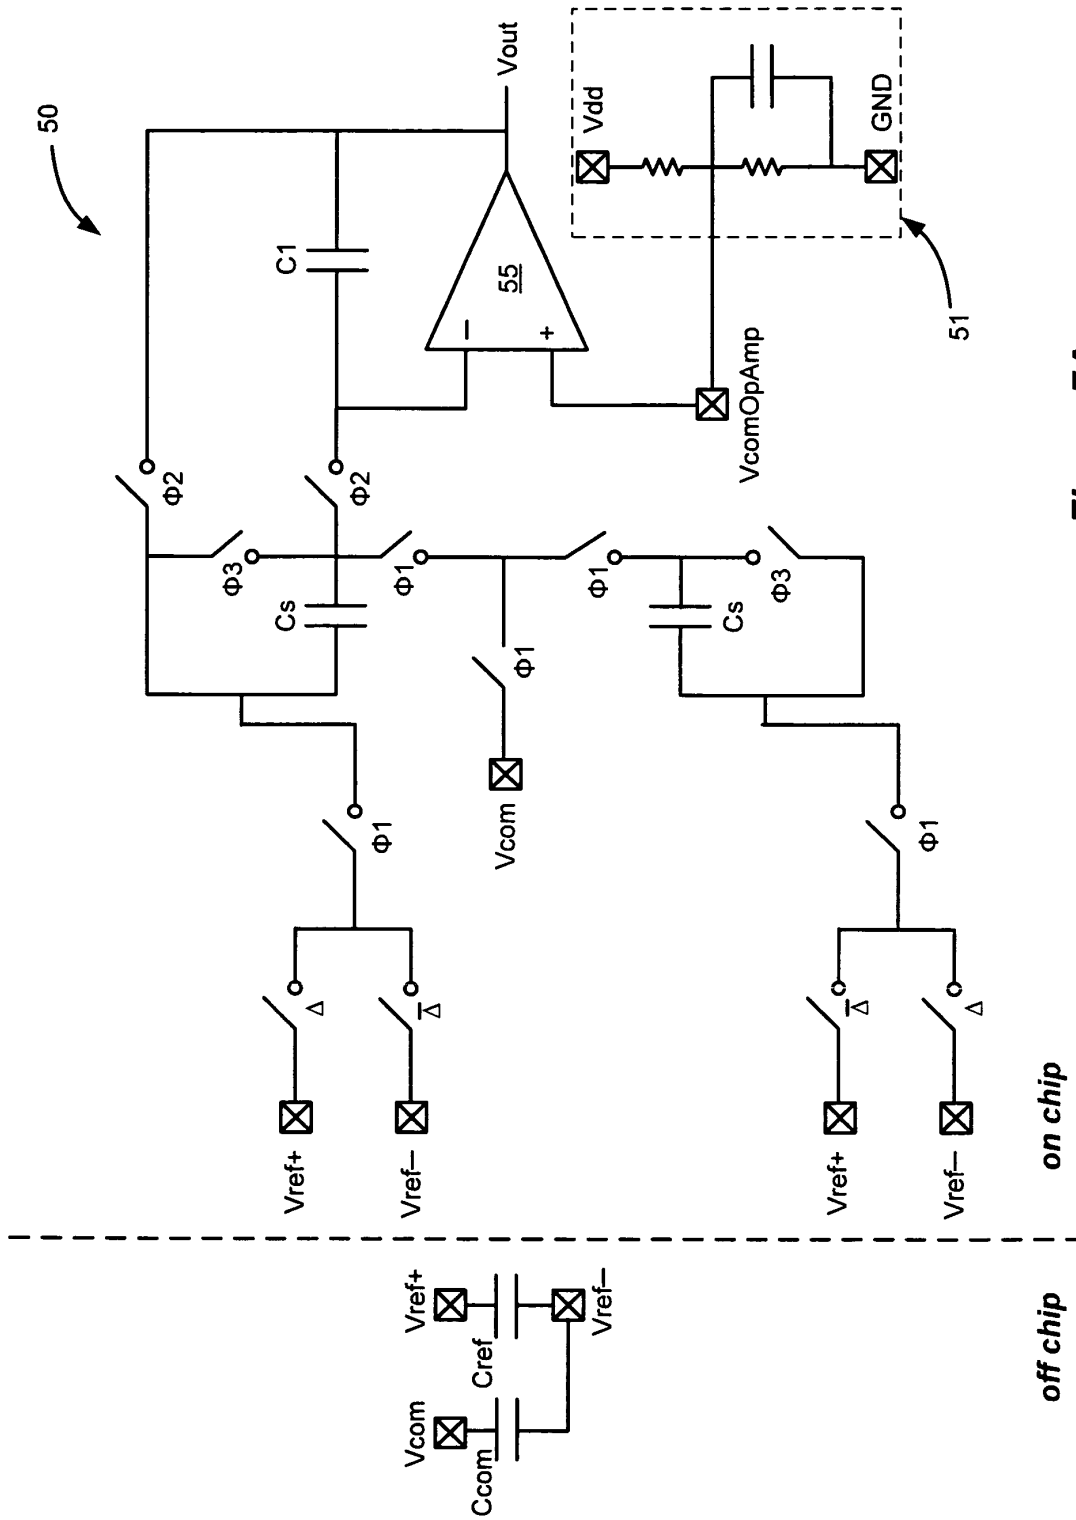 50
Vout
Vdd
GND
51
C1
55
−
+
VcomOpAmp
Φ2
Φ2
Φ3
Cs
Φ1
Φ1
Φ1
Cs
Φ3
Vcom
Φ1
Φ1
Δ
Δ̅
Δ̅
Δ
Vref+
Vref−
Vref+
Vref−
on chip
Vref+
Cref
Vref−
Vcom
Ccom
off chip